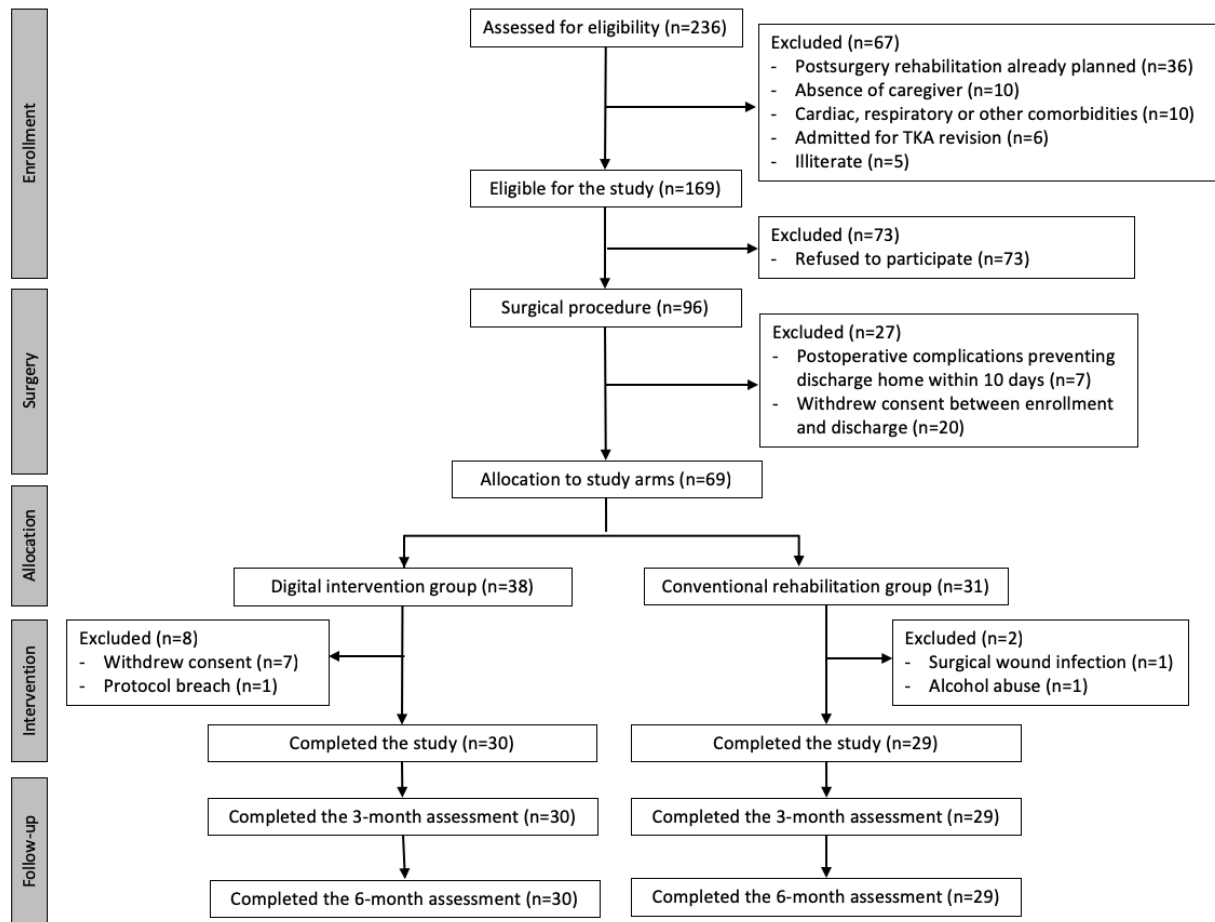 Enrollment
Assessed for eligibility (n=236)
Excluded (n=67)
- Postsurgery rehabilitation already planned (n=36)
- Absence of caregiver (n=10)
- Cardiac, respiratory or other comorbidities (n=10)
- Admitted for TKA revision (n=6)
- Illiterate (n=5)
Eligible for the study (n=169)
Excluded (n=73)
- Refused to participate (n=73)
Surgery
Surgical procedure (n=96)
Excluded (n=27)
- Postoperative complications preventing
discharge home within 10 days (n=7)
- Withdrew consent between enrollment
and discharge (n=20)
Allocation to study arms (n=69)
Allocation
Digital intervention group (n=38)
Conventional rehabilitation group (n=31)
Intervention
Excluded (n=8)
- Withdrew consent (n=7)
- Protocol breach (n=1)
Excluded (n=2)
- Surgical wound infection (n=1)
- Alcohol abuse (n=1)
Completed the study (n=30)
Completed the study (n=29)
Follow-up
Completed the 3-month assessment (n=30)
Completed the 3-month assessment (n=29)
Completed the 6-month assessment (n=30)
Completed the 6-month assessment (n=29)